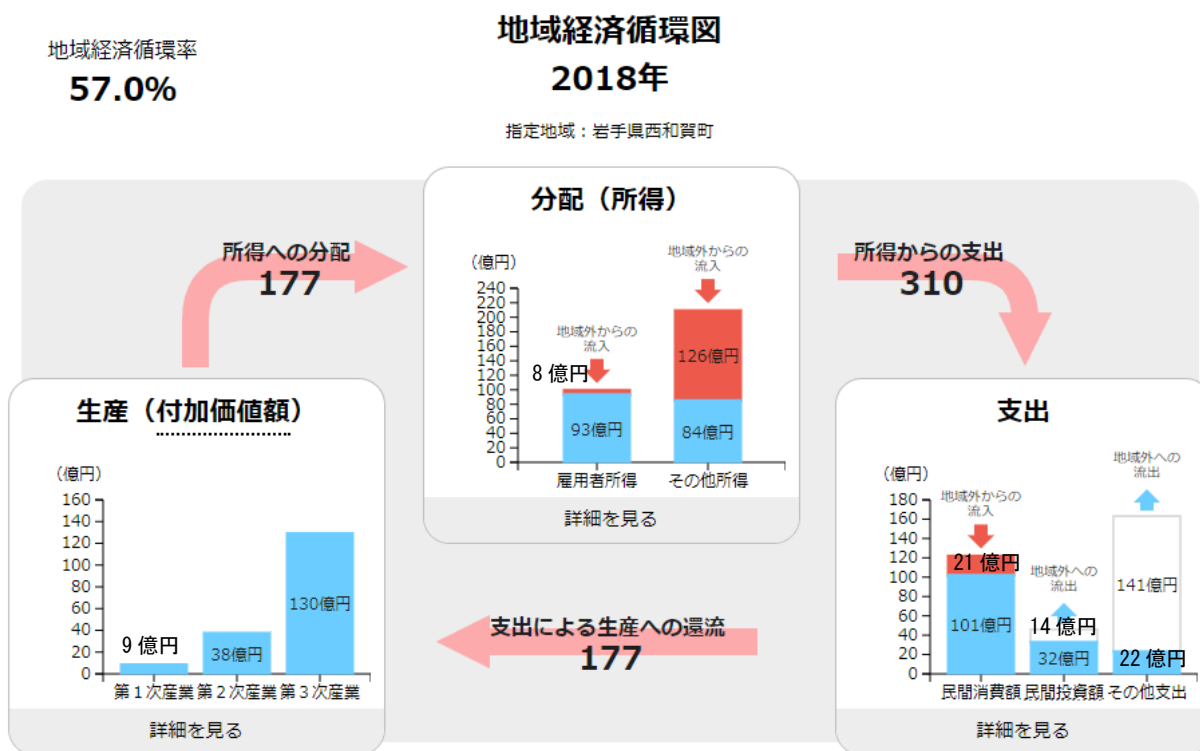 地域経済循環図
2018年
指定地域：岩手県西和賀町
地域経済循環率
57.0%
所得への分配
177
分配（所得）
（億円）
240
220
200
180
160
140
120
100
80
60
40
20
0
地域外からの
流入
8 億円
93億円
地域外からの
流入
126億円
84億円
雇用者所得
その他所得
詳細を見る
所得からの支出
310
生産（付加価値額）
（億円）
160
140
120
100
80
60
40
20
0
9 億円
38億円
130億円
第１次産業
第２次産業
第３次産業
詳細を見る
支出による生産への還流
177
支出
（億円）
180
160
140
120
100
80
60
40
20
0
地域外からの
流入
21 億円
101億円
地域外への
流出
14 億円
32億円
地域外への
流出
141億円
22 億円
民間消費額
民間投資額
その他支出
詳細を見る